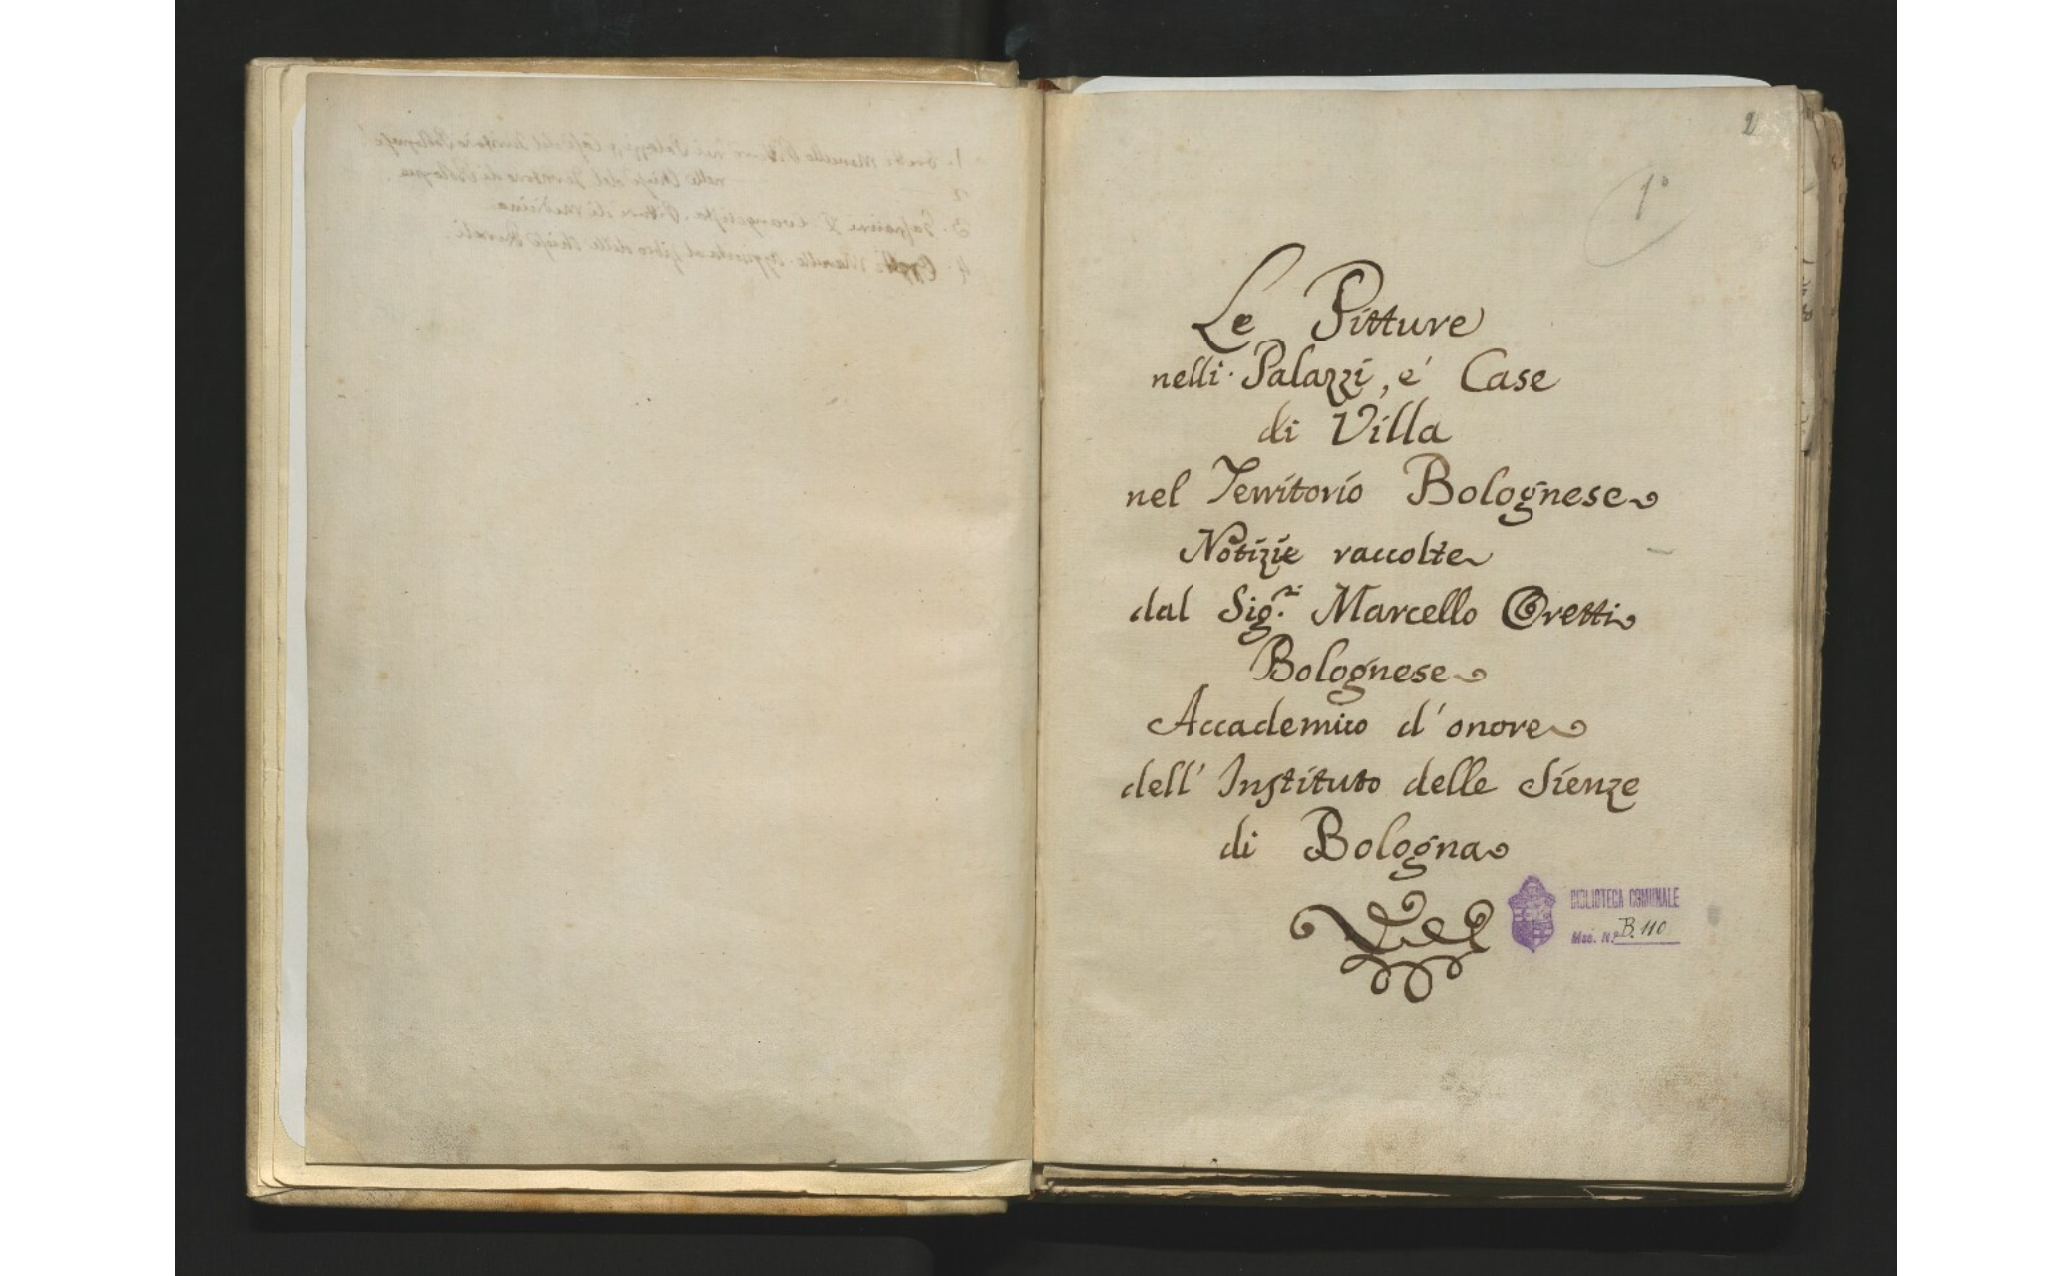 2
1°
Le Pitture
nelli Palazzi, e' Case
di Villa
nel Territorio Bolognese
Notizie raccolte
dal Sig.ri Marcello Oretti
Bolognese
Accademico d'onore
dell' Instituto delle Sienze
di Bologna
BIBLIOTECA COMUNALE
Mss. N.º B. 110